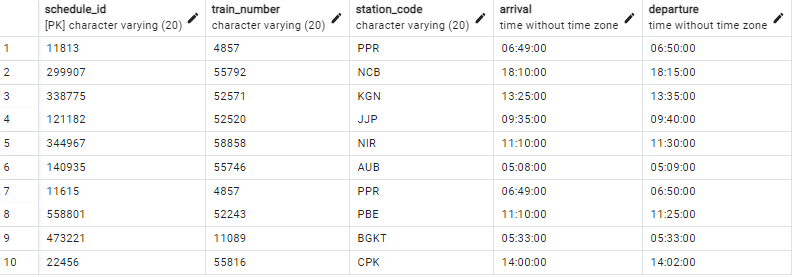 schedule_id train_number station_code arrival departure
[PK] character varying (20) character varying (20) character varying (20) time without time zone time without time zone
1 11813 4857 PPR 06:49:00 06:50:00
2 299907 55792 NCB 18:10:00 18:15:00
3 338775 52571 KGN 13:25:00 13:35:00
4 121182 52520 JJP 09:35:00 09:40:00
5 344967 58858 NIR 11:10:00 11:30:00
6 140935 55746 AUB 05:08:00 05:09:00
7 11615 4857 PPR 06:49:00 06:50:00
8 558801 52243 PBE 11:10:00 11:25:00
9 473221 11089 BGKT 05:33:00 05:33:00
10 22456 55816 CPK 14:00:00 14:02:00